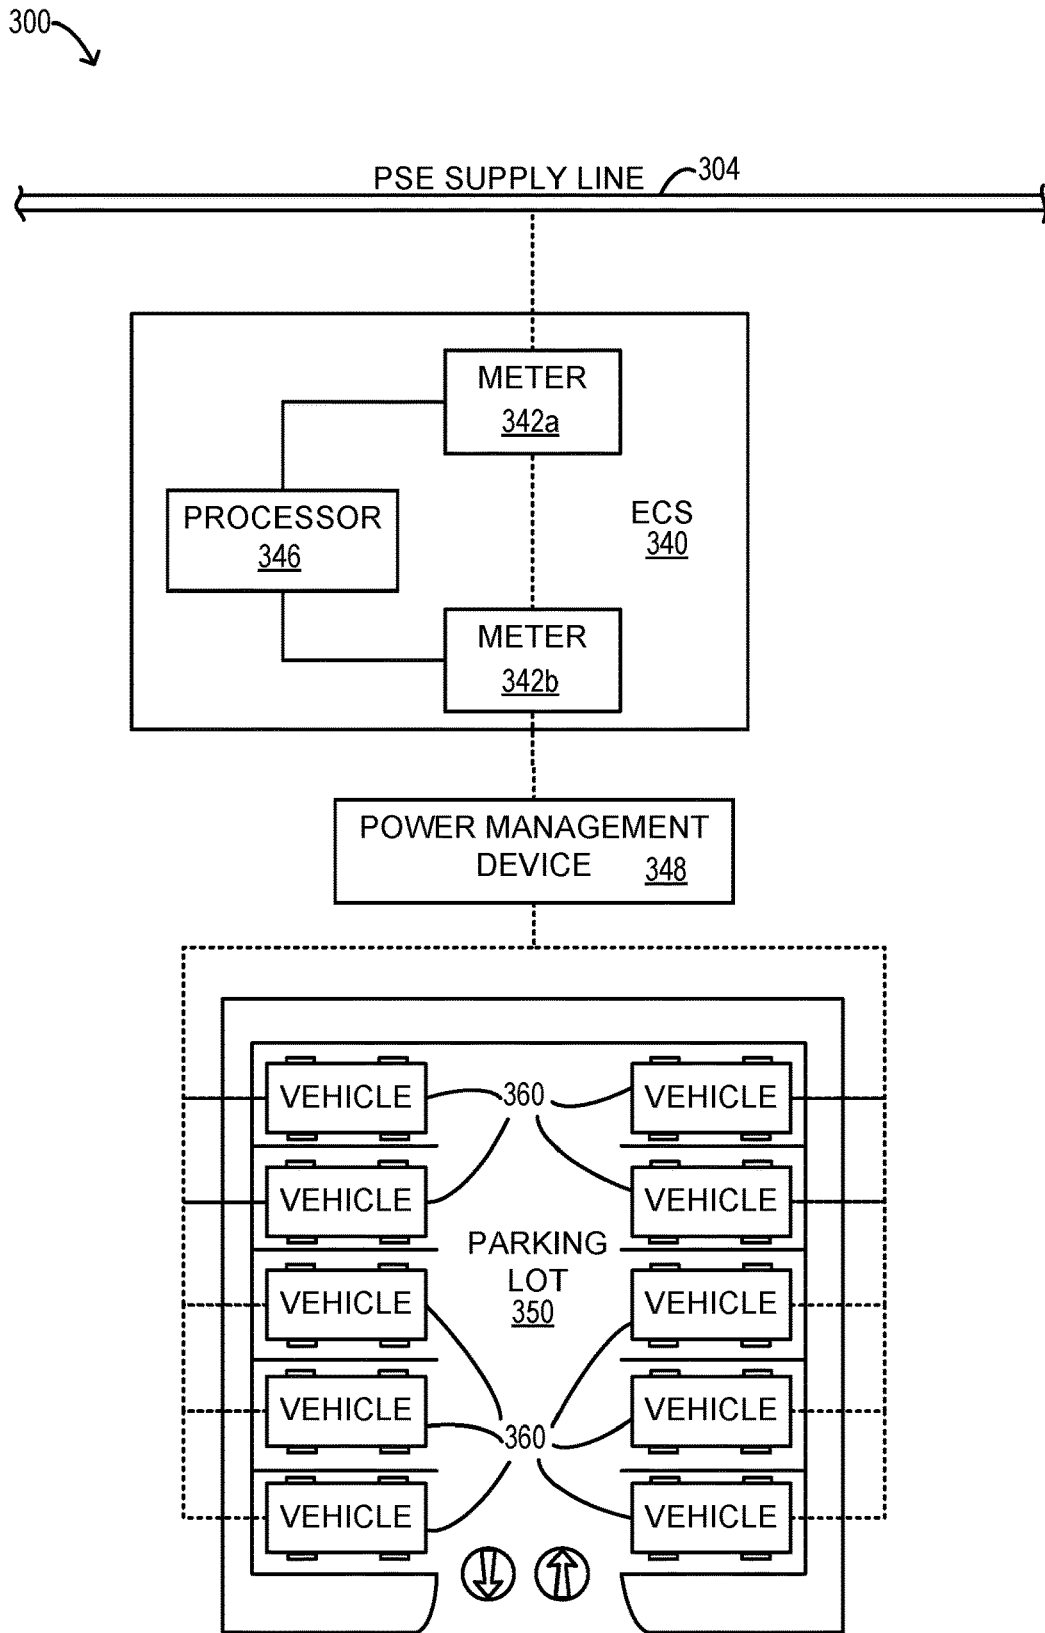 300
PSE SUPPLY LINE 304
METER
342a
PROCESSOR
346
ECS
340
METER
342b
POWER MANAGEMENT
DEVICE 348
VEHICLE 360 VEHICLE
VEHICLE VEHICLE
PARKING
LOT
350
VEHICLE VEHICLE
VEHICLE VEHICLE
360
VEHICLE VEHICLE